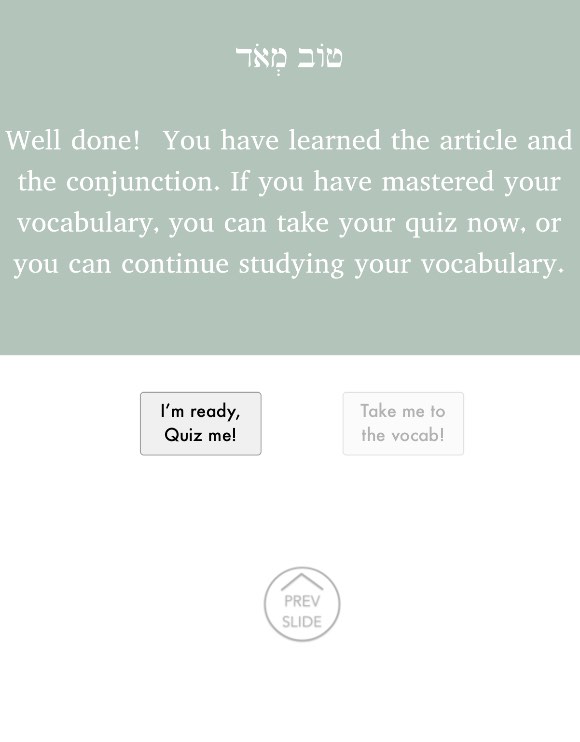 טוֹב מְאֹד
Well done!  You have learned the article and
the conjunction. If you have mastered your
vocabulary, you can take your quiz now, or
you can continue studying your vocabulary.
I'm ready,
Quiz me!
Take me to
the vocab!
PREV
SLIDE